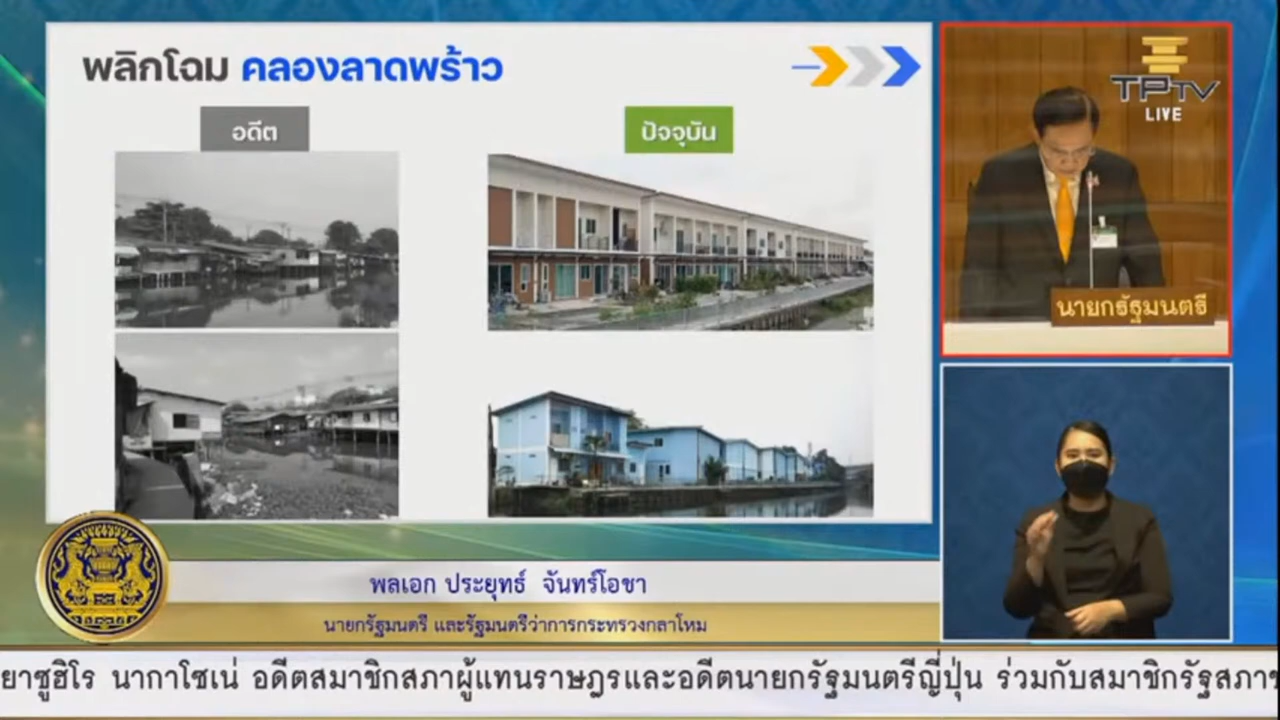 พลิกโฉม คลองลาดพร้าว
อดีต
ปัจจุบัน
TPTV
LIVE
นายกรัฐมนตรี
พลเอก ประยุทธ์ จันทร์โอชา
นายกรัฐมนตรี และรัฐมนตรีว่าการกระทรวงกลาโหม
ยาซูฮิโร นากาโซเน่ อดีตสมาชิกสภาผู้แทนราษฎรและอดีตนายกรัฐมนตรีญี่ปุ่น ร่วมกับสมาชิกรัฐสภา